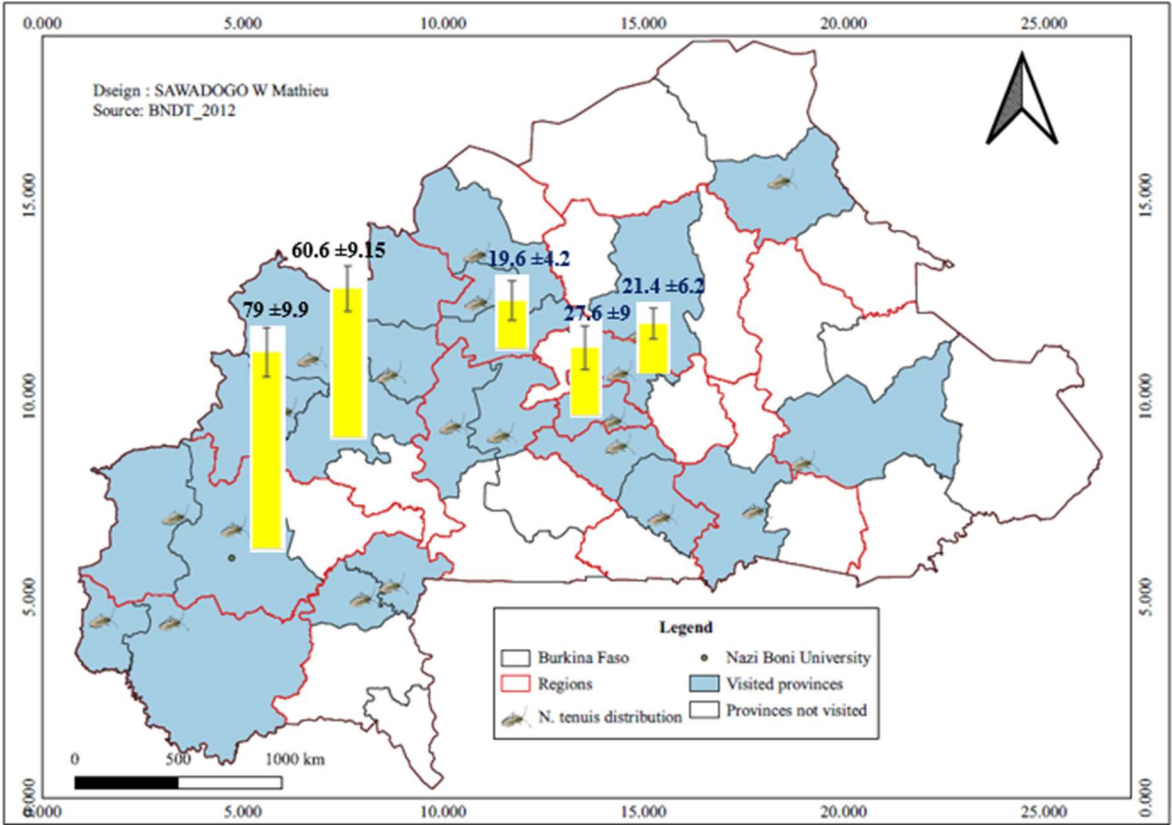 0.000 5.000 10.000 15.000 20.000 25.000
Dseign : SAWADOGO W Mathieu
Source: BNDT_2012
15.000
15.000
60.6 ±9.15
19,6 ±4.2
21.4 ±6.2
79 ±9.9
27.6 ±9
10.000
10.000
5.000
5.000
Legend
Burkina Faso
Nazi Boni University
Regions
Visited provinces
N. tenuis distribution
Provinces not visited
0 500 1000 km
0.000
0.000
0.000 5.000 10.000 15.000 20.000 25.000